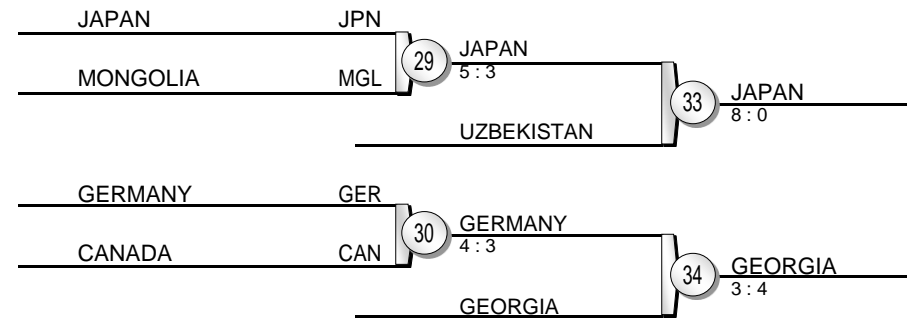 JAPAN JPN
29
JAPAN
5 : 3
MONGOLIA MGL
33
JAPAN
8 : 0
UZBEKISTAN
GERMANY GER
30
GERMANY
4 : 3
CANADA CAN
34
GEORGIA
3 : 4
GEORGIA